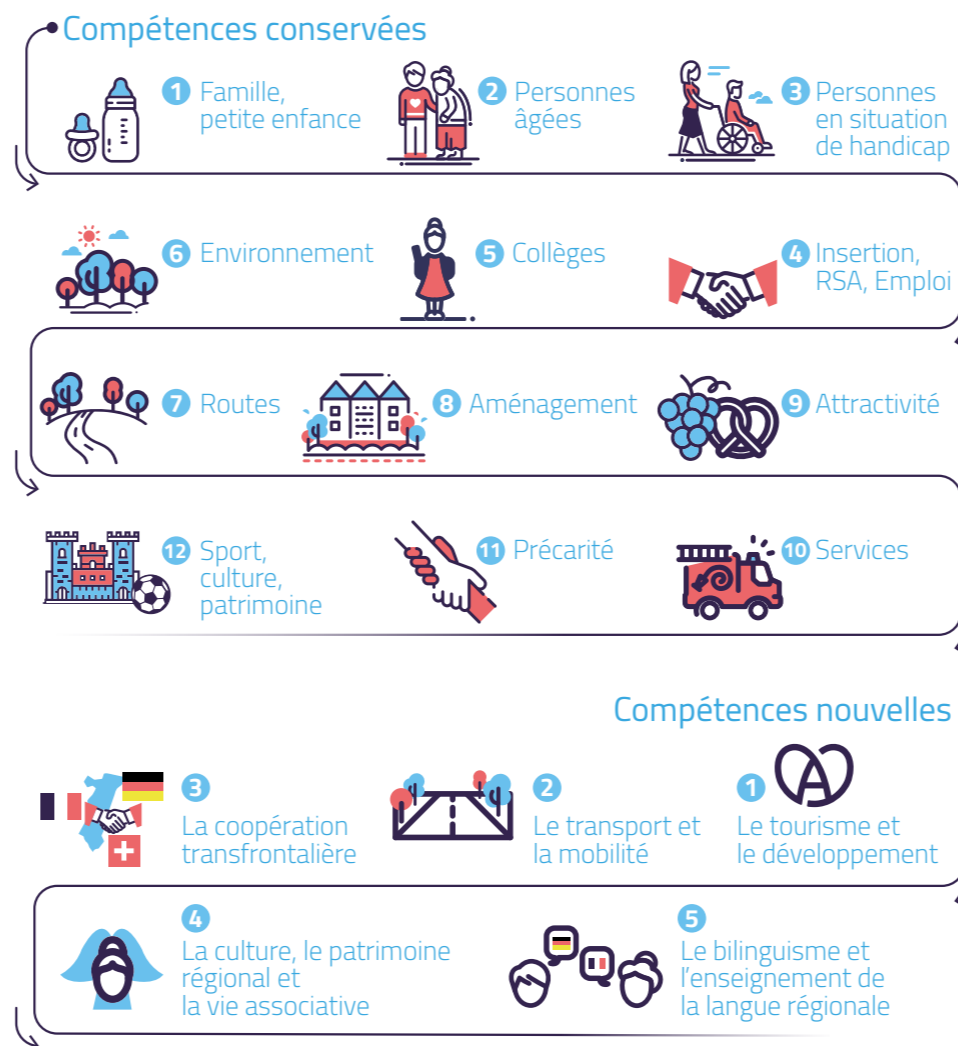 Compétences conservées
1 Famille,
petite enfance
2 Personnes
âgées
3 Personnes
en situation
de handicap
4 Insertion,
RSA, Emploi
5 Collèges
6 Environnement
7 Routes
8 Aménagement
9 Attractivité
10 Services
11 Précarité
12 Sport,
culture,
patrimoine
Compétences nouvelles
1
Le tourisme et
le développement
2
Le transport et
la mobilité
3
La coopération
transfrontalière
4
La culture, le patrimoine
régional et
la vie associative
5
Le bilinguisme et
l’enseignement de
la langue régionale